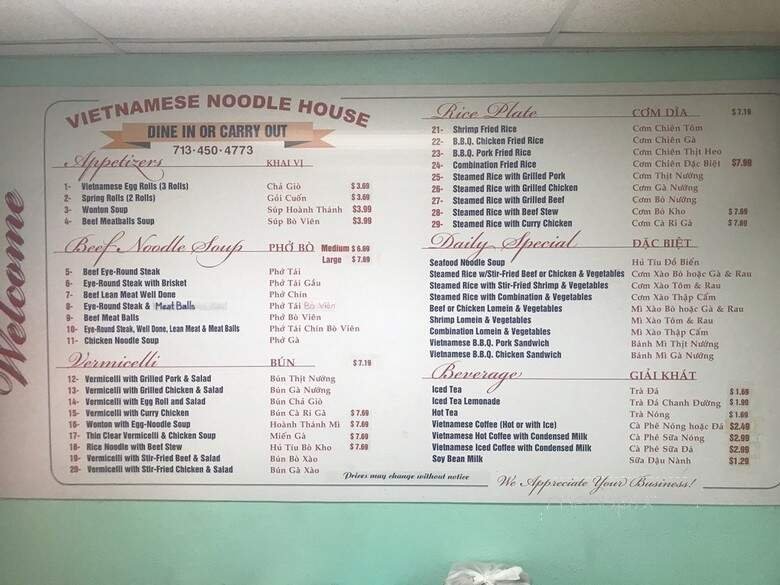 Welcome
VIETNAMESE NOODLE HOUSE
DINE IN OR CARRY OUT
713·450·4773
Appetizers KHAI VỊ
1- Vietnamese Egg Rolls (3 Rolls) Chả Giò $3.69
2- Spring Rolls (2 Rolls) Gỏi Cuốn $3.69
3- Wonton Soup Súp Hoành Thánh $3.99
4- Beef Meatballs Soup Súp Bò Viên $3.99
Beef Noodle Soup PHỞ BÒ Medium $6.69
Large $7.69
5- Beef Eye-Round Steak Phở Tái
6- Eye-Round Steak with Brisket Phở Tái Gầu
7- Beef Lean Meat Well Done Phở Chín
8- Eye-Round Steak & Meat Balls Phở Tái Bò Viên
9- Beef Meat Balls Phở Bò Viên
10- Eye-Round Steak, Well Done, Lean Meat & Meat Balls Phở Tái Chín Bò Viên
11- Chicken Noodle Soup Phở Gà
Vermicelli BÚN $7.19
12- Vermicelli with Grilled Pork & Salad Bún Thịt Nướng
13- Vermicelli with Grilled Chicken & Salad Bún Gà Nướng
14- Vermicelli with Egg Roll and Salad Bún Chả Giò
15- Vermicelli with Curry Chicken Bún Cà Ri Gà $7.69
16- Wonton with Egg-Noodle Soup Hoành Thánh Mì $7.69
17- Thin Clear Vermicelli & Chicken Soup Miến Gà $7.69
18- Rice Noodle with Beef Stew Hủ Tíu Bò Kho $7.69
19- Vermicelli with Stir-Fried Beef & Salad Bún Bò Xào
20- Vermicelli with Stir-Fried Chicken & Salad Bún Gà Xào
Prices may change without notice
Rice Plate CƠM DĨA $7.19
21- Shrimp Fried Rice Cơm Chiên Tôm
22- B.B.Q. Chicken Fried Rice Cơm Chiên Gà
23- B.B.Q. Pork Fried Rice Cơm Chiên Thịt Heo
24- Combination Fried Rice Cơm Chiên Đặc Biệt $7.99
25- Steamed Rice with Grilled Pork Cơm Thịt Nướng
26- Steamed Rice with Grilled Chicken Cơm Gà Nướng
27- Steamed Rice with Grilled Beef Cơm Bò Nướng
28- Steamed Rice with Beef Stew Cơm Bò Kho $7.69
29- Steamed Rice with Curry Chicken Cơm Cà Ri Gà $7.69
Daily Special ĐẶC BIỆT
Seafood Noodle Soup Hủ Tíu Đồ Biển
Steamed Rice w/Stir-Fried Beef or Chicken & Vegetables Cơm Xào Bò hoặc Gà & Rau
Steamed Rice with Stir-Fried Shrimp & Vegetables Cơm Xào Tôm & Rau
Steamed Rice with Combination & Vegetables Cơm Xào Thập Cẩm
Beef or Chicken Lomein & Vegetables Mì Xào Bò hoặc Gà & Rau
Shrimp Lomein & Vegetables Mì Xào Tôm & Rau
Combination Lomein & Vegetables Mì Xào Thập Cẩm
Vietnamese B.B.Q. Pork Sandwich Bánh Mì Thịt Nướng
Vietnamese B.B.Q. Chicken Sandwich Bánh Mì Gà Nướng
Beverage GIẢI KHÁT
Iced Tea Trà Đá $1.69
Iced Tea Lemonade Trà Đá Chanh Đường $1.99
Hot Tea Trà Nóng $1.69
Vietnamese Coffee (Hot or with Ice) Cà Phê Nóng hoặc Đá $2.49
Vietnamese Hot Coffee with Condensed Milk Cà Phê Sữa Nóng $2.99
Vietnamese Iced Coffee with Condensed Milk Cà Phê Sữa Đá $2.99
Soy Bean Milk Sữa Đậu Nành $1.29
We Appreciate Your Business!